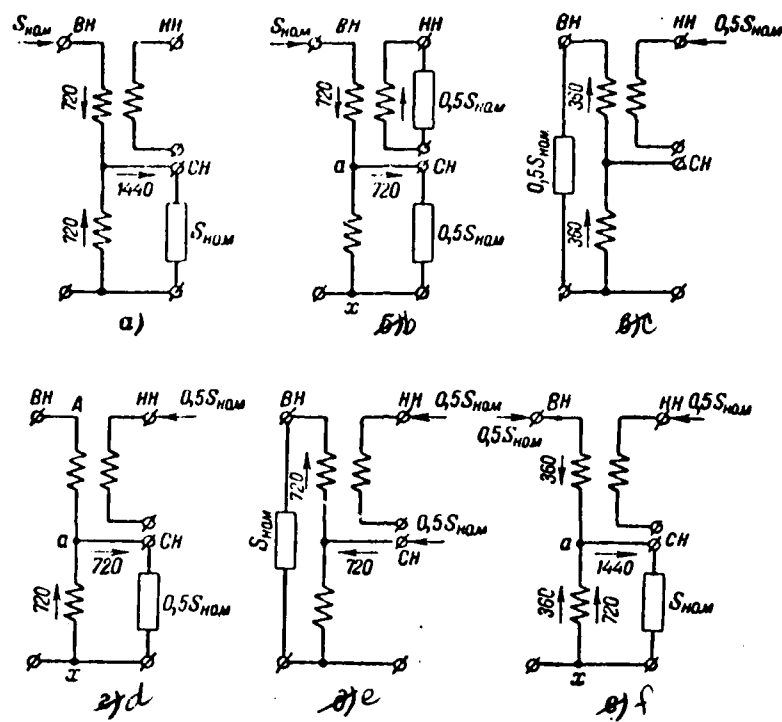 Sном ВН НН
720
СН
1440
720
Sном
а)
Sном ВН НН
720
0,5Sном
а
СН
720
0,5Sном
х
б) b
ВН НН 0,5Sном
360
СН
0,5Sном
360
в) c
ВН А НН 0,5Sном
а СН
720
720
0,5Sном
х
г) d
ВН НН 0,5Sном
720
0,5Sном
СН
720
Sном
д) e
ВН НН 0,5Sном
0,5Sном
360
а СН
1440
360 720
Sном
х
е) f